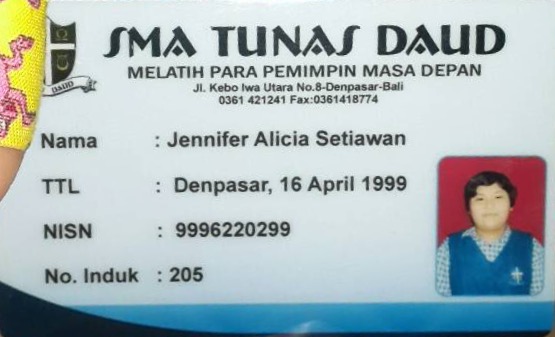 SMA TUNAS DAUD
MELATIH PARA PEMIMPIN MASA DEPAN
Jl. Kebo Iwa Utara No.8-Denpasar-Bali
0361 421241 Fax:0361418774
DAUD
Nama : Jennifer Alicia Setiawan
TTL : Denpasar, 16 April 1999
NISN : 9996220299
No. Induk : 205